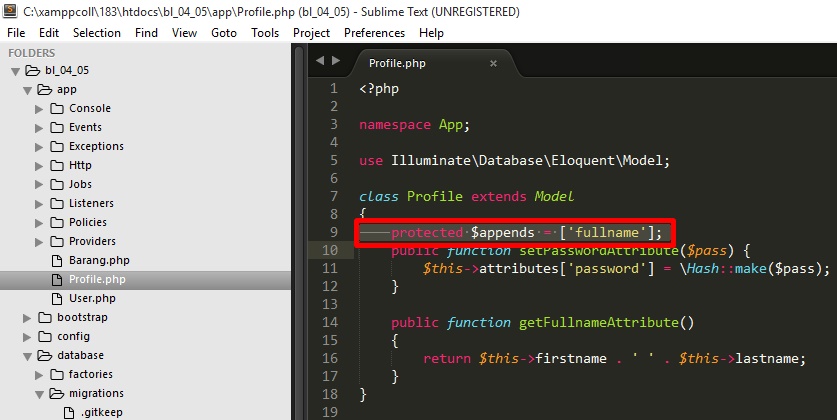 C:\xamppcoll\183\htdocs\bl_04_05\app\Profile.php (bl_04_05) - Sublime Text (UNREGISTERED)
File Edit Selection Find View Goto Tools Project Preferences Help
FOLDERS
bl_04_05
app
Console
Events
Exceptions
Http
Jobs
Listeners
Policies
Providers
Barang.php
Profile.php
User.php
bootstrap
config
database
factories
migrations
.gitkeep
Profile.php ×
1 <?php
2
3 namespace App;
4
5 use Illuminate\Database\Eloquent\Model;
6
7 class Profile extends Model
8 {
9 protected $appends = ['fullname'];
10 public function setPasswordAttribute($pass) {
11 $this->attributes['password'] = \Hash::make($pass);
12 }
13
14 public function getFullnameAttribute()
15 {
16 return $this->firstname . ' ' . $this->lastname;
17 }
18 }
19